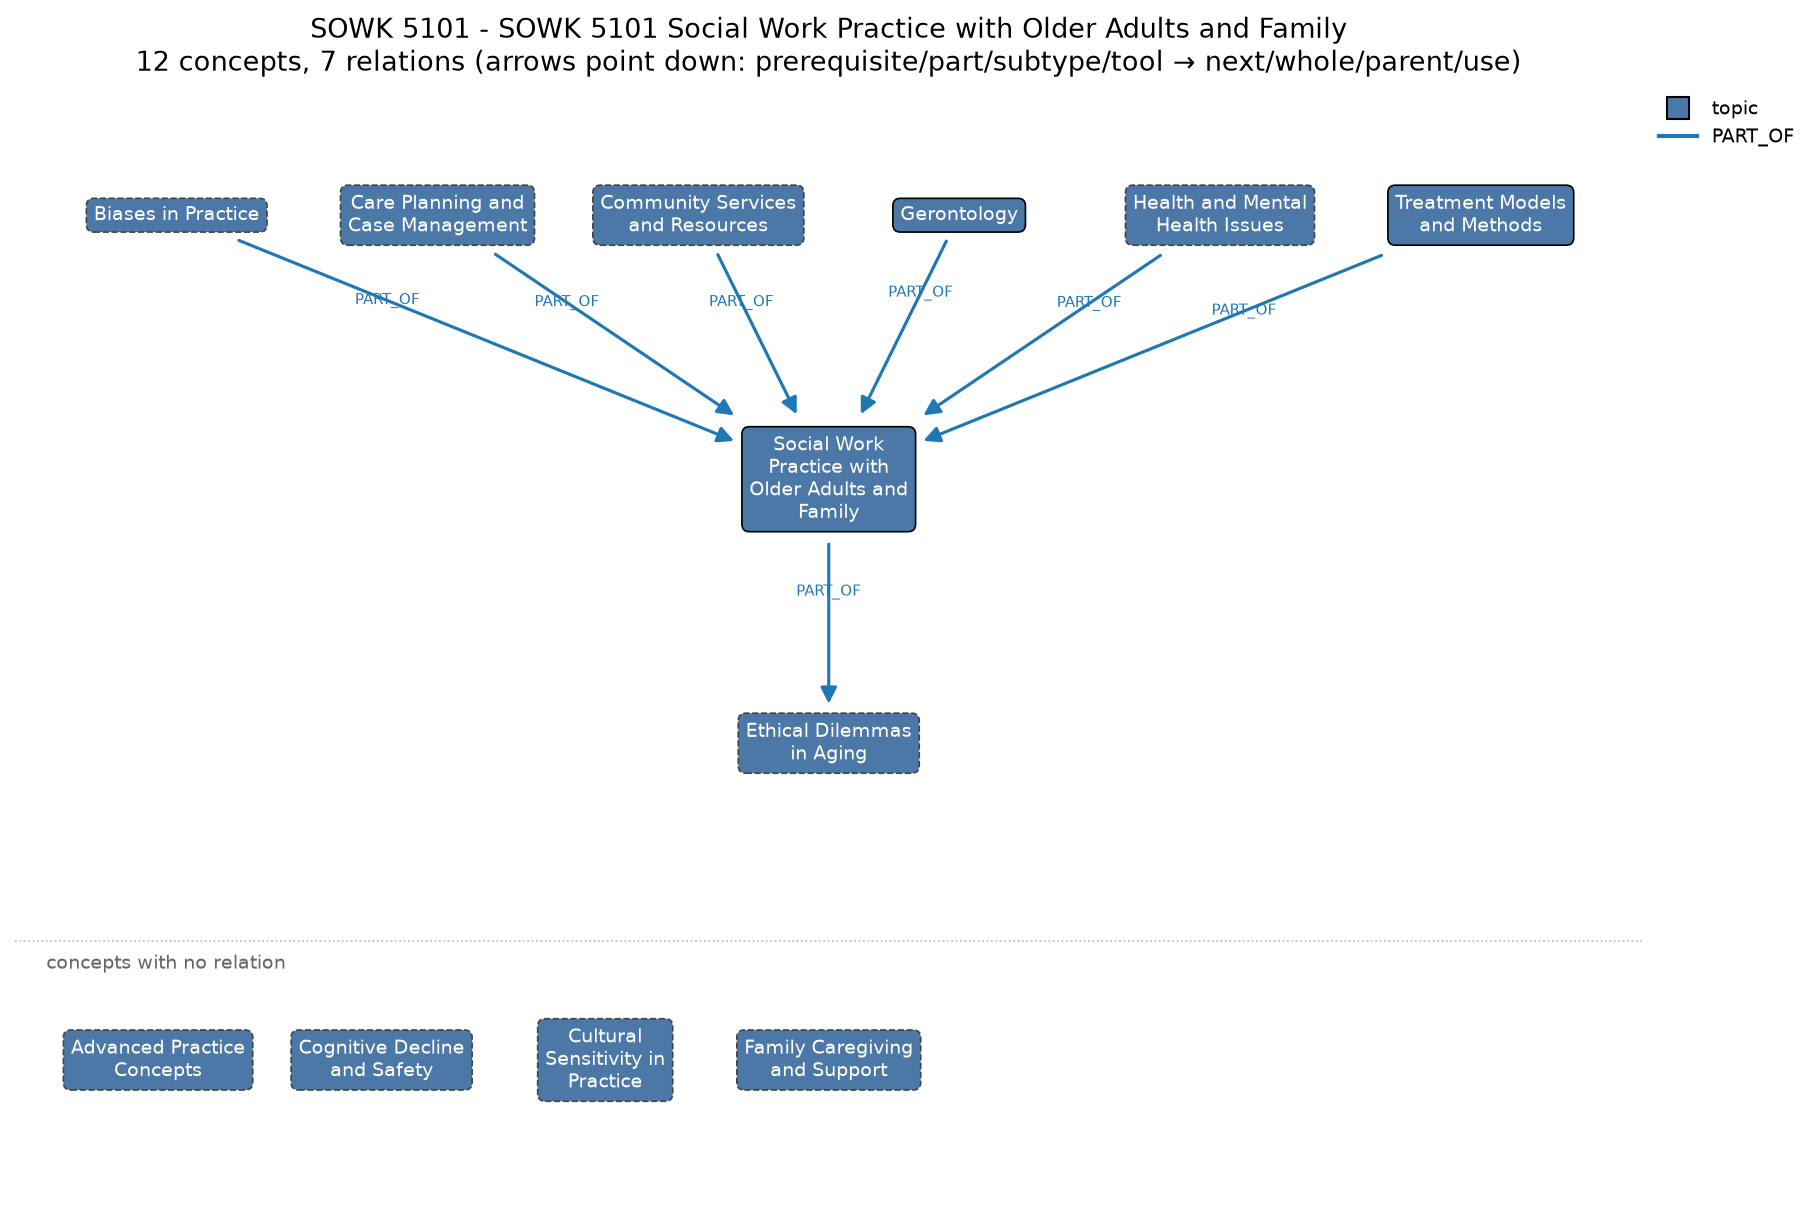 SOWK 5101 - SOWK 5101 Social Work Practice with Older Adults and Family
12 concepts, 7 relations (arrows point down: prerequisite/part/subtype/tool → next/whole/parent/use)
topic
PART_OF
Biases in Practice
Care Planning and
Case Management
Community Services
and Resources
Gerontology
Health and Mental
Health Issues
Treatment Models
and Methods
PART_OF
PART_OF
PART_OF
PART_OF
PART_OF
PART_OF
Social Work
Practice with
Older Adults and
Family
PART_OF
Ethical Dilemmas
in Aging
concepts with no relation
Advanced Practice
Concepts
Cognitive Decline
and Safety
Cultural
Sensitivity in
Practice
Family Caregiving
and Support